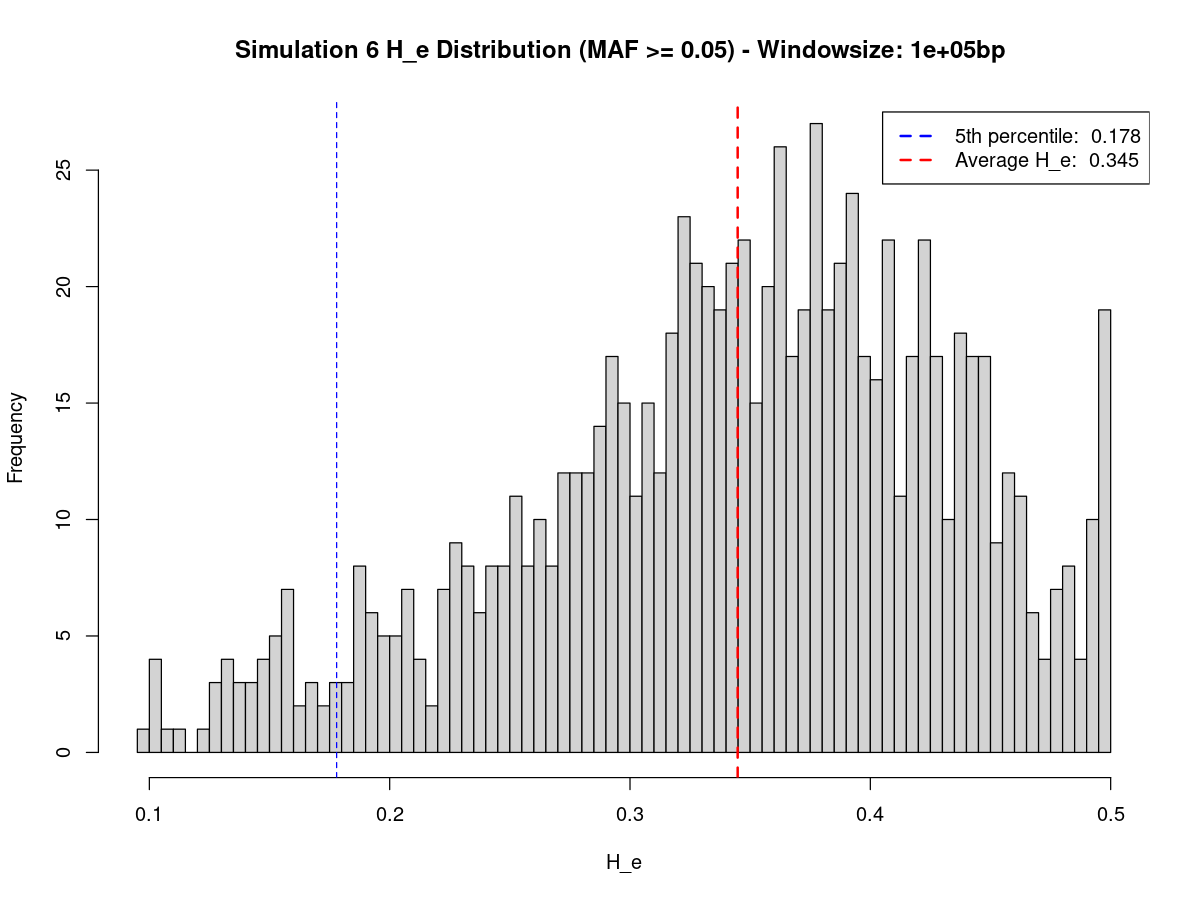 Simulation 6 H_e Distribution (MAF >= 0.05) - Windowsize: 1e+05bp
5th percentile: 0.178
Average H_e: 0.345
Frequency
25
20
15
10
5
0
0.1 0.2 0.3 0.4 0.5
H_e